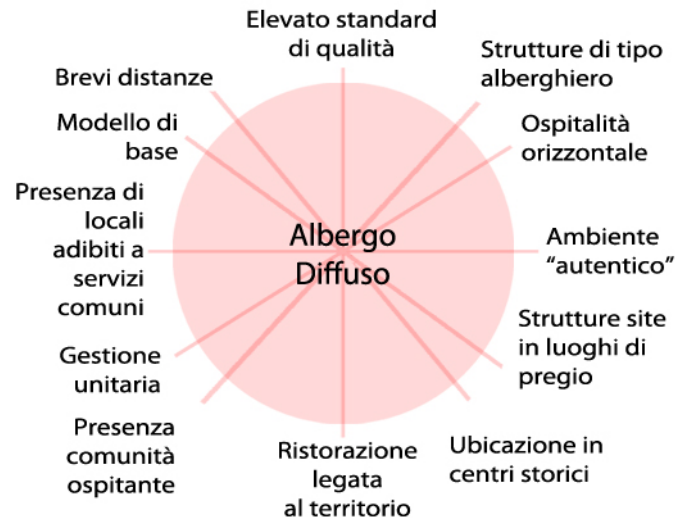 Elevato standard
di qualità
Strutture di tipo
alberghiero
Ospitalità
orizzontale
Ambiente
“autentico”
Strutture site
in luoghi di
pregio
Ubicazione in
centri storici
Ristorazione
legata
al territorio
Presenza
comunità
ospitante
Gestione
unitaria
Presenza di
locali
adibiti a
servizi
comuni
Modello di
base
Brevi distanze
Albergo
Diffuso